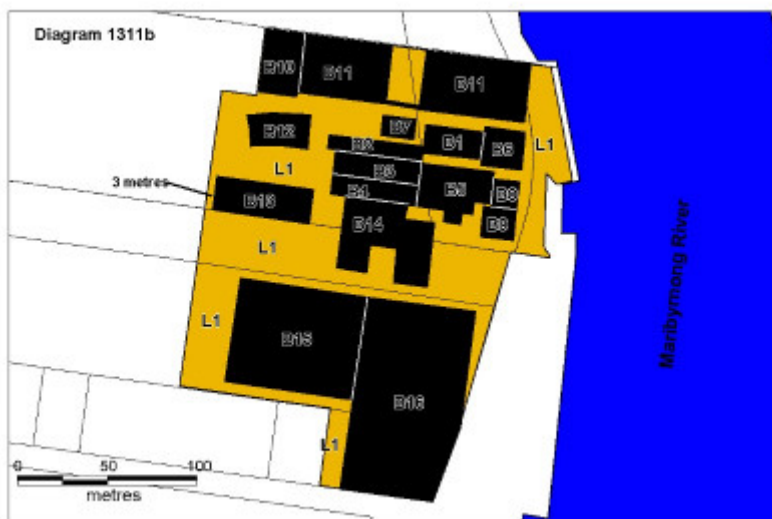 Diagram 1311b
B10
B11
B11
B12
B7
B1
B6
L1
B2
B3
L1
B4
B5
B8
3 metres
B13
B9
B14
L1
L1
B15
B16
L1
Maribyrnong River
0 50 100
metres